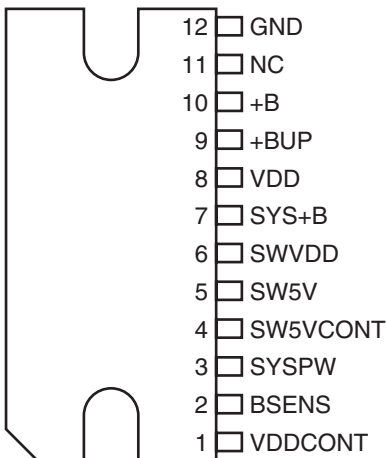 12 GND
11 NC
10 +B
9 +BUP
8 VDD
7 SYS+B
6 SWVDD
5 SW5V
4 SW5VCONT
3 SYSPW
2 BSENS
1 VDDCONT